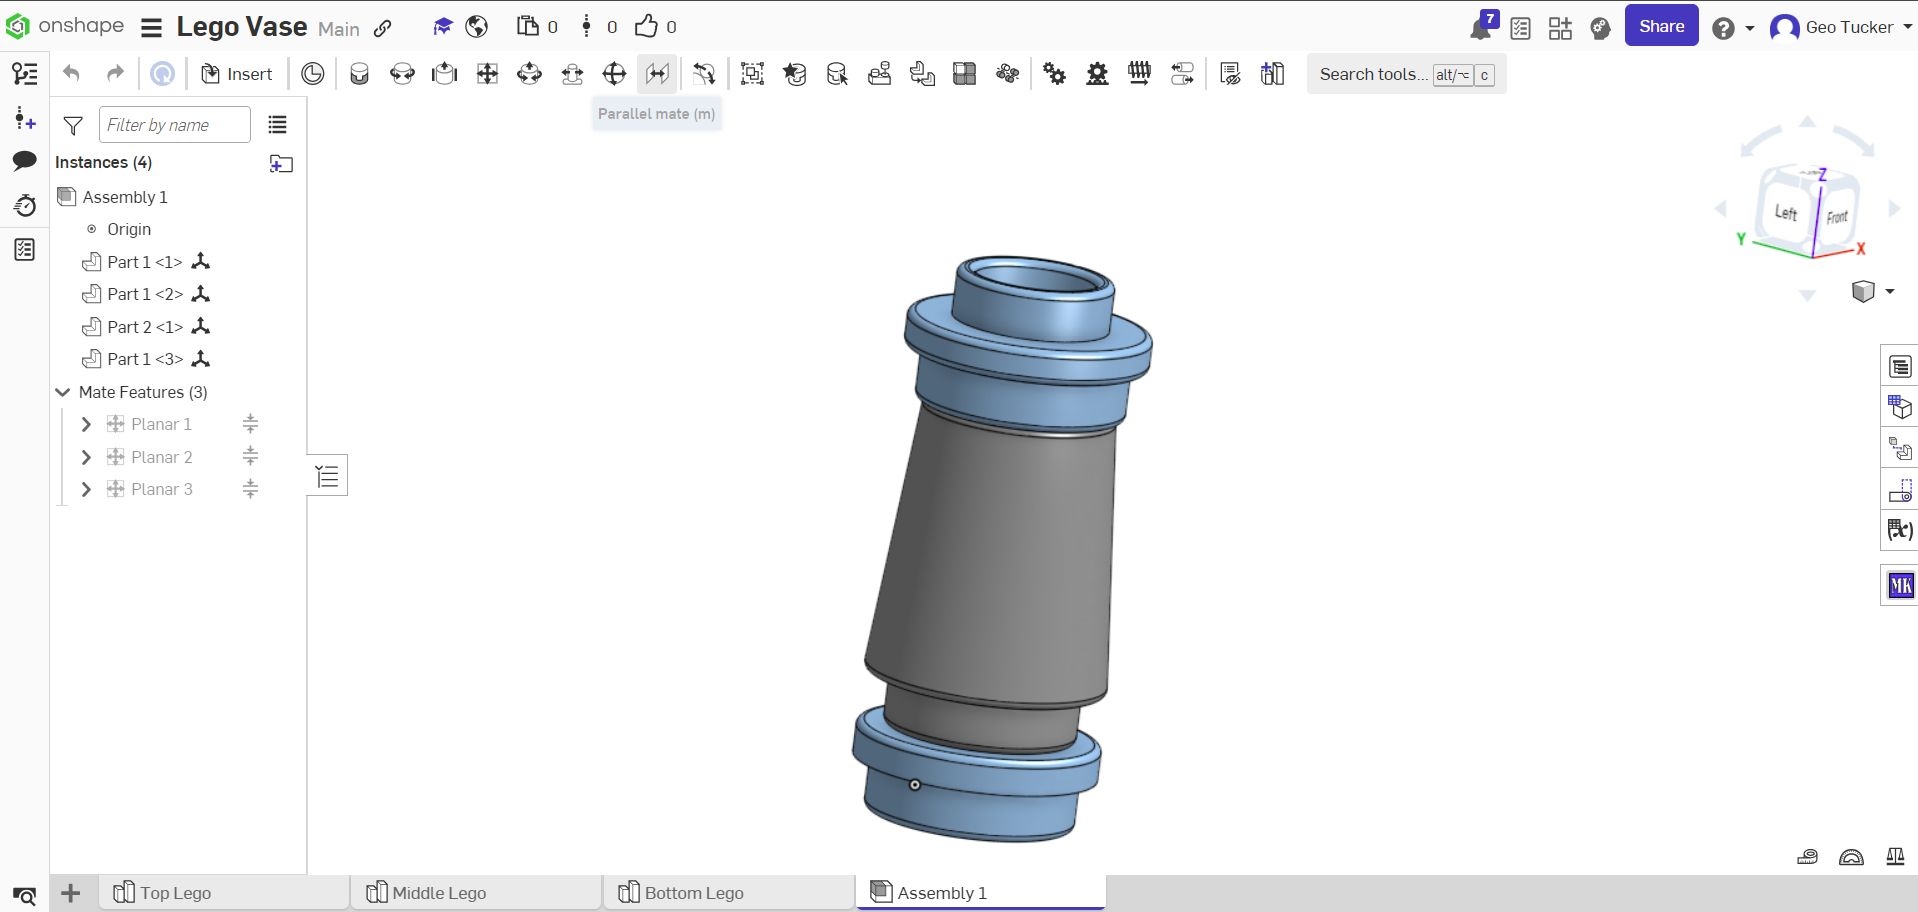 onshape Lego Vase Main 0 0 0 7 Share Geo Tucker
Insert Search tools... alt/⌥ c
Parallel mate (m)
Filter by name
Instances (4)
Assembly 1
Origin
Part 1 <1>
Part 1 <2>
Part 2 <1>
Part 1 <3>
Mate Features (3)
Planar 1
Planar 2
Planar 3
Z
Left Front
Y X
(x)
MK
Top Lego Middle Lego Bottom Lego Assembly 1